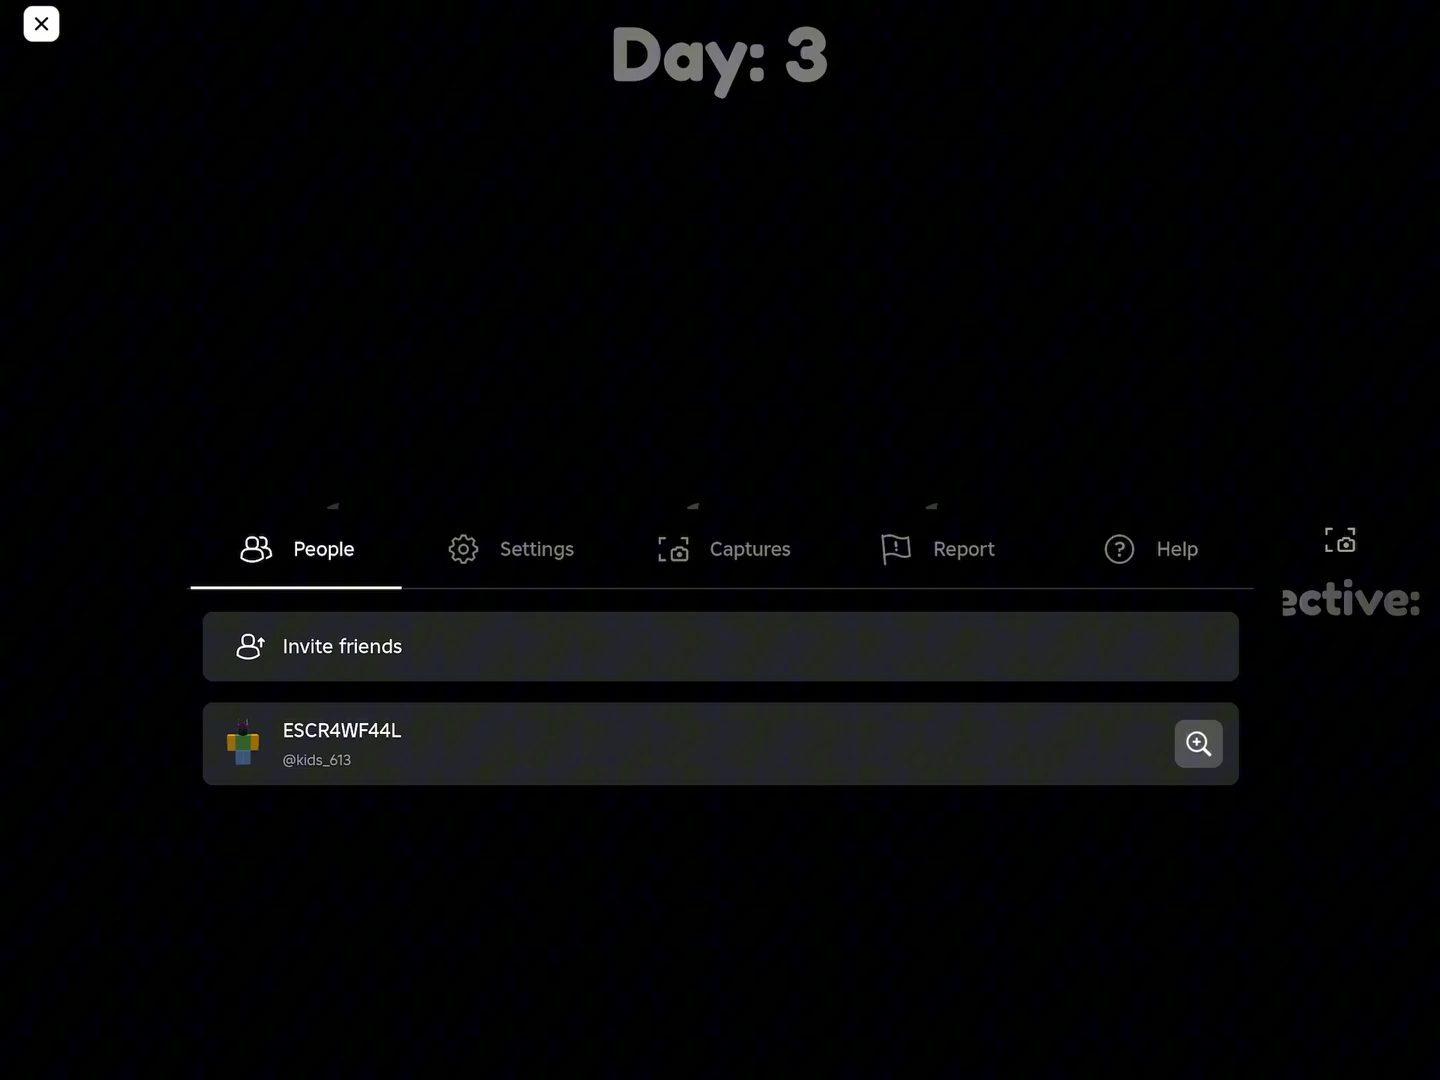 Day: 3
People
Settings
Captures
Report
Help
ective:
Invite friends
ESCR4WF44L
@kids_613